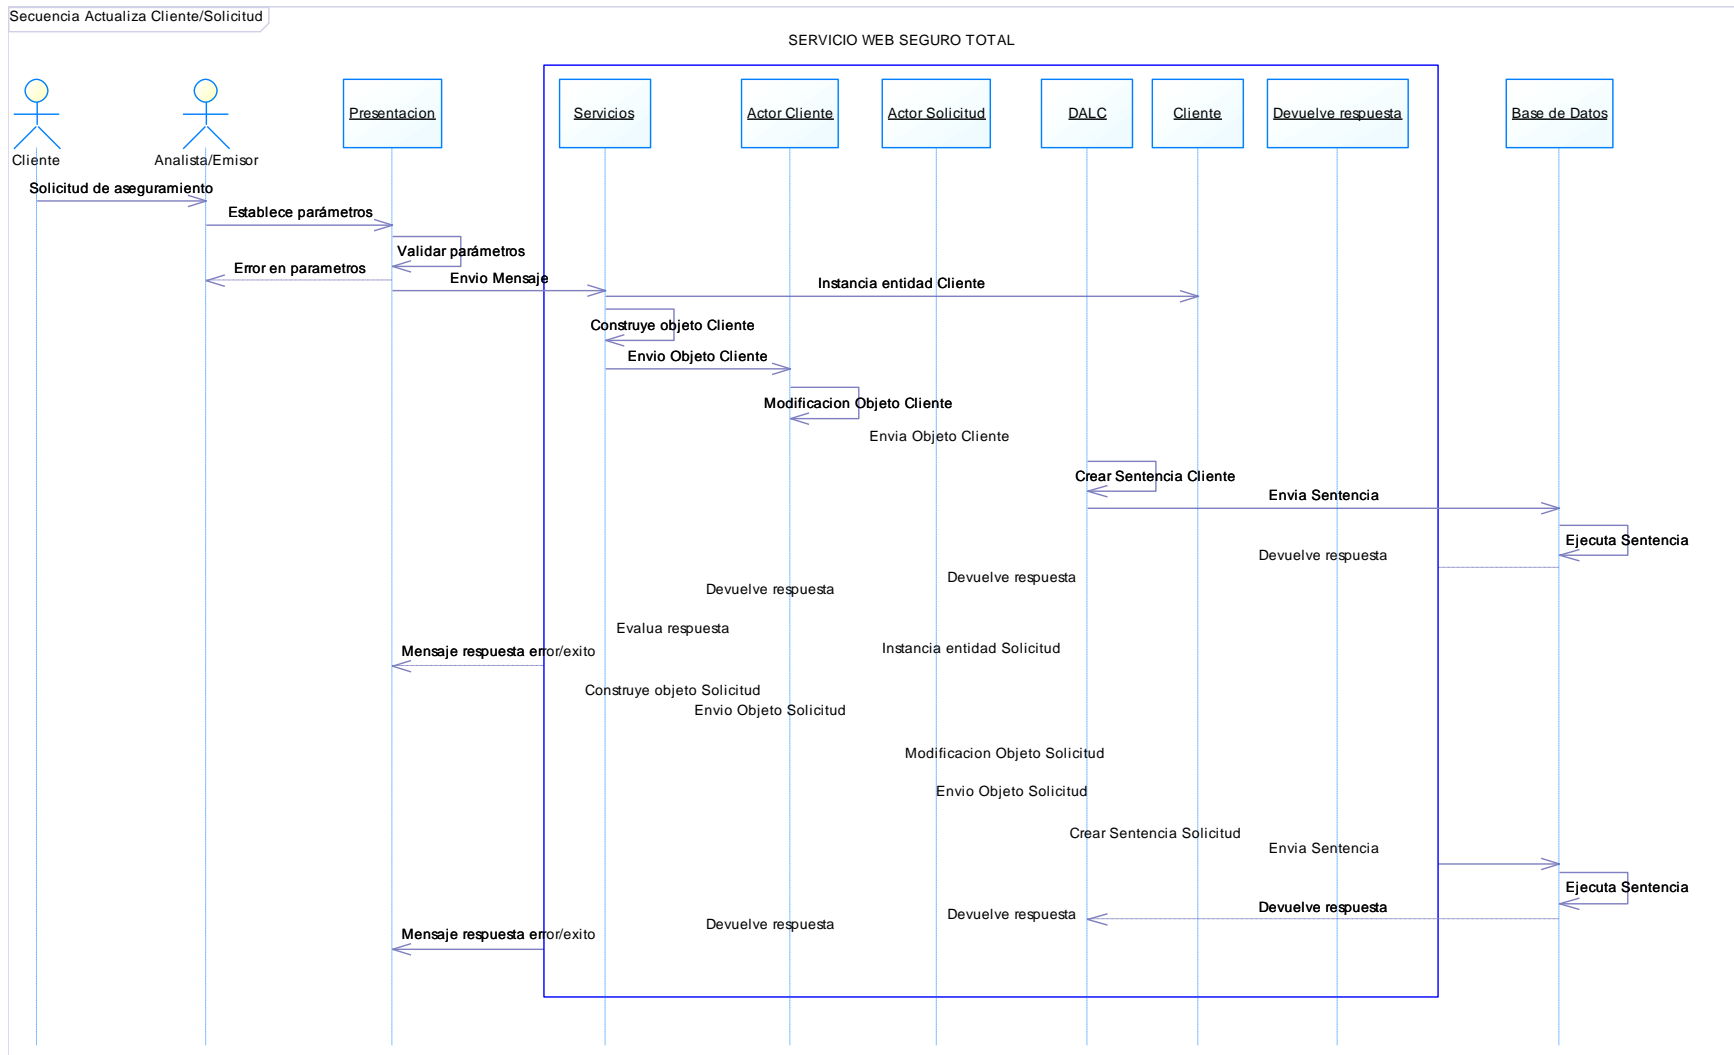 Secuencia Actualiza Cliente/Solicitud
SERVICIO WEB SEGURO TOTAL
Cliente
Analista/Emisor
Presentacion
Servicios
Actor Cliente
Actor Solicitud
DALC
Cliente
Devuelve respuesta
Base de Datos
Solicitud de aseguramiento
Establece parámetros
Validar parámetros
Error en parametros
Envio Mensaje
Instancia entidad Cliente
Construye objeto Cliente
Envio Objeto Cliente
Modificacion Objeto Cliente
Envia Objeto Cliente
Crear Sentencia Cliente
Envia Sentencia
Ejecuta Sentencia
Devuelve respuesta
Devuelve respuesta
Devuelve respuesta
Evalua respuesta
Mensaje respuesta error/exito
Instancia entidad Solicitud
Construye objeto Solicitud
Envio Objeto Solicitud
Modificacion Objeto Solicitud
Envio Objeto Solicitud
Crear Sentencia Solicitud
Envia Sentencia
Ejecuta Sentencia
Devuelve respuesta
Devuelve respuesta
Devuelve respuesta
Mensaje respuesta error/exito